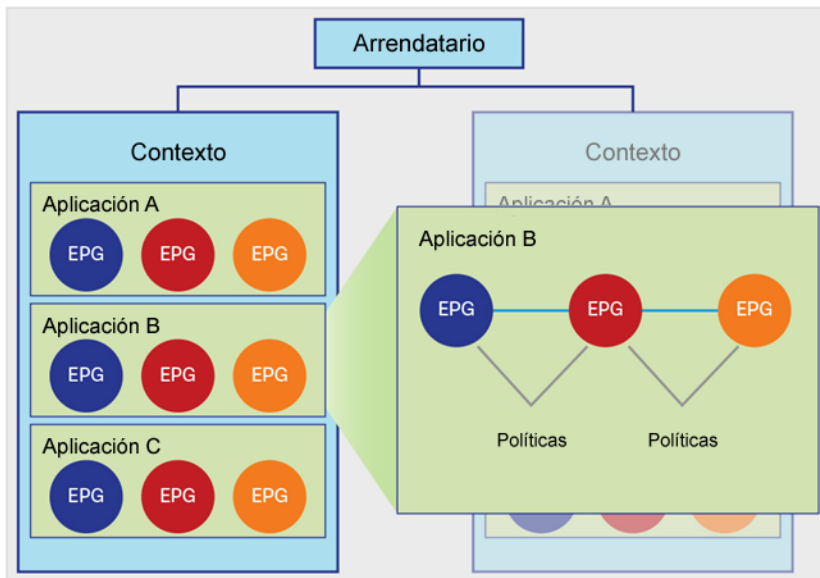 Arrendatario
Contexto
Aplicación A
EPG EPG EPG
Aplicación B
EPG EPG EPG
Aplicación C
EPG EPG EPG
Contexto
Aplicación A
Aplicación B
EPG EPG EPG
Políticas Políticas